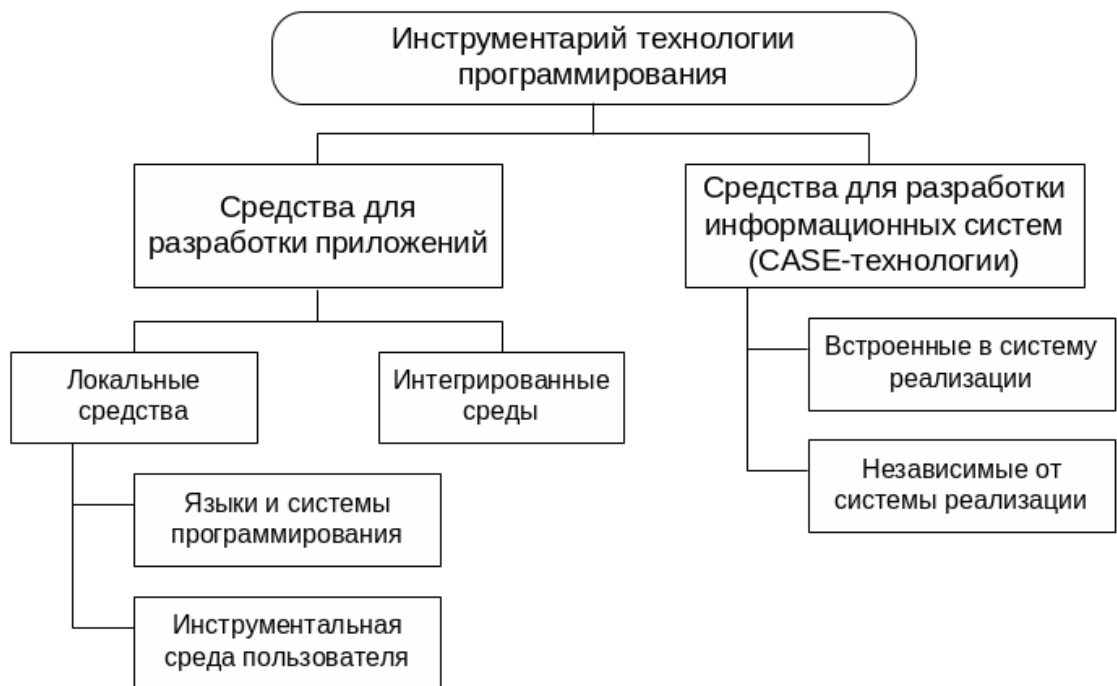 Инструментарий технологии
программирования
Средства для
разработки приложений
Средства для разработки
информационных систем
(CASE-технологии)
Локальные
средства
Интегрированные
среды
Встроенные в систему
реализации
Независимые от
системы реализации
Языки и системы
программирования
Инструментальная
среда пользователя